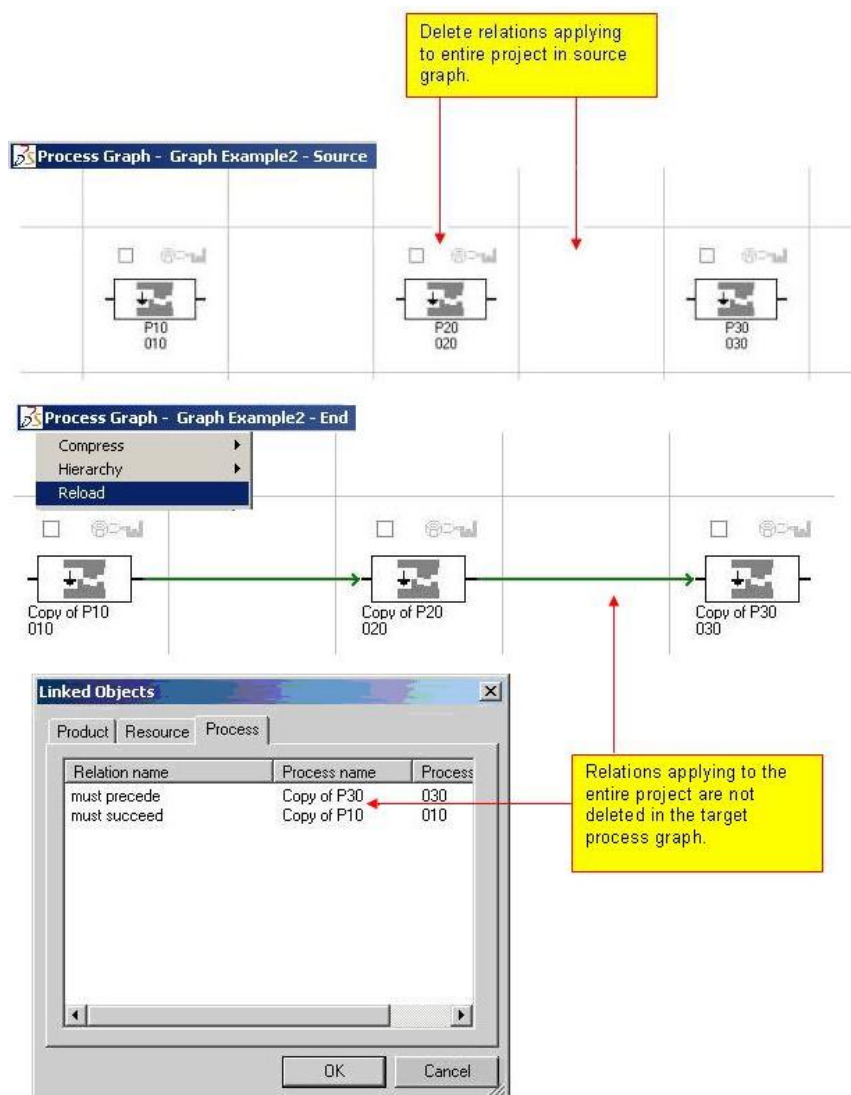 Delete relations applying
to entire project in source
graph.
Process Graph - Graph Example2 - Source
P10
010
P20
020
P30
030
Process Graph - Graph Example2 - End
Compress
Hierarchy
Reload
Copy of P10
010
Copy of P20
020
Copy of P30
030
Linked Objects
Product Resource Process
Relation name Process name Process
must precede Copy of P30 030
must succeed Copy of P10 010
Relations applying to the
entire project are not
deleted in the target
process graph.
OK Cancel